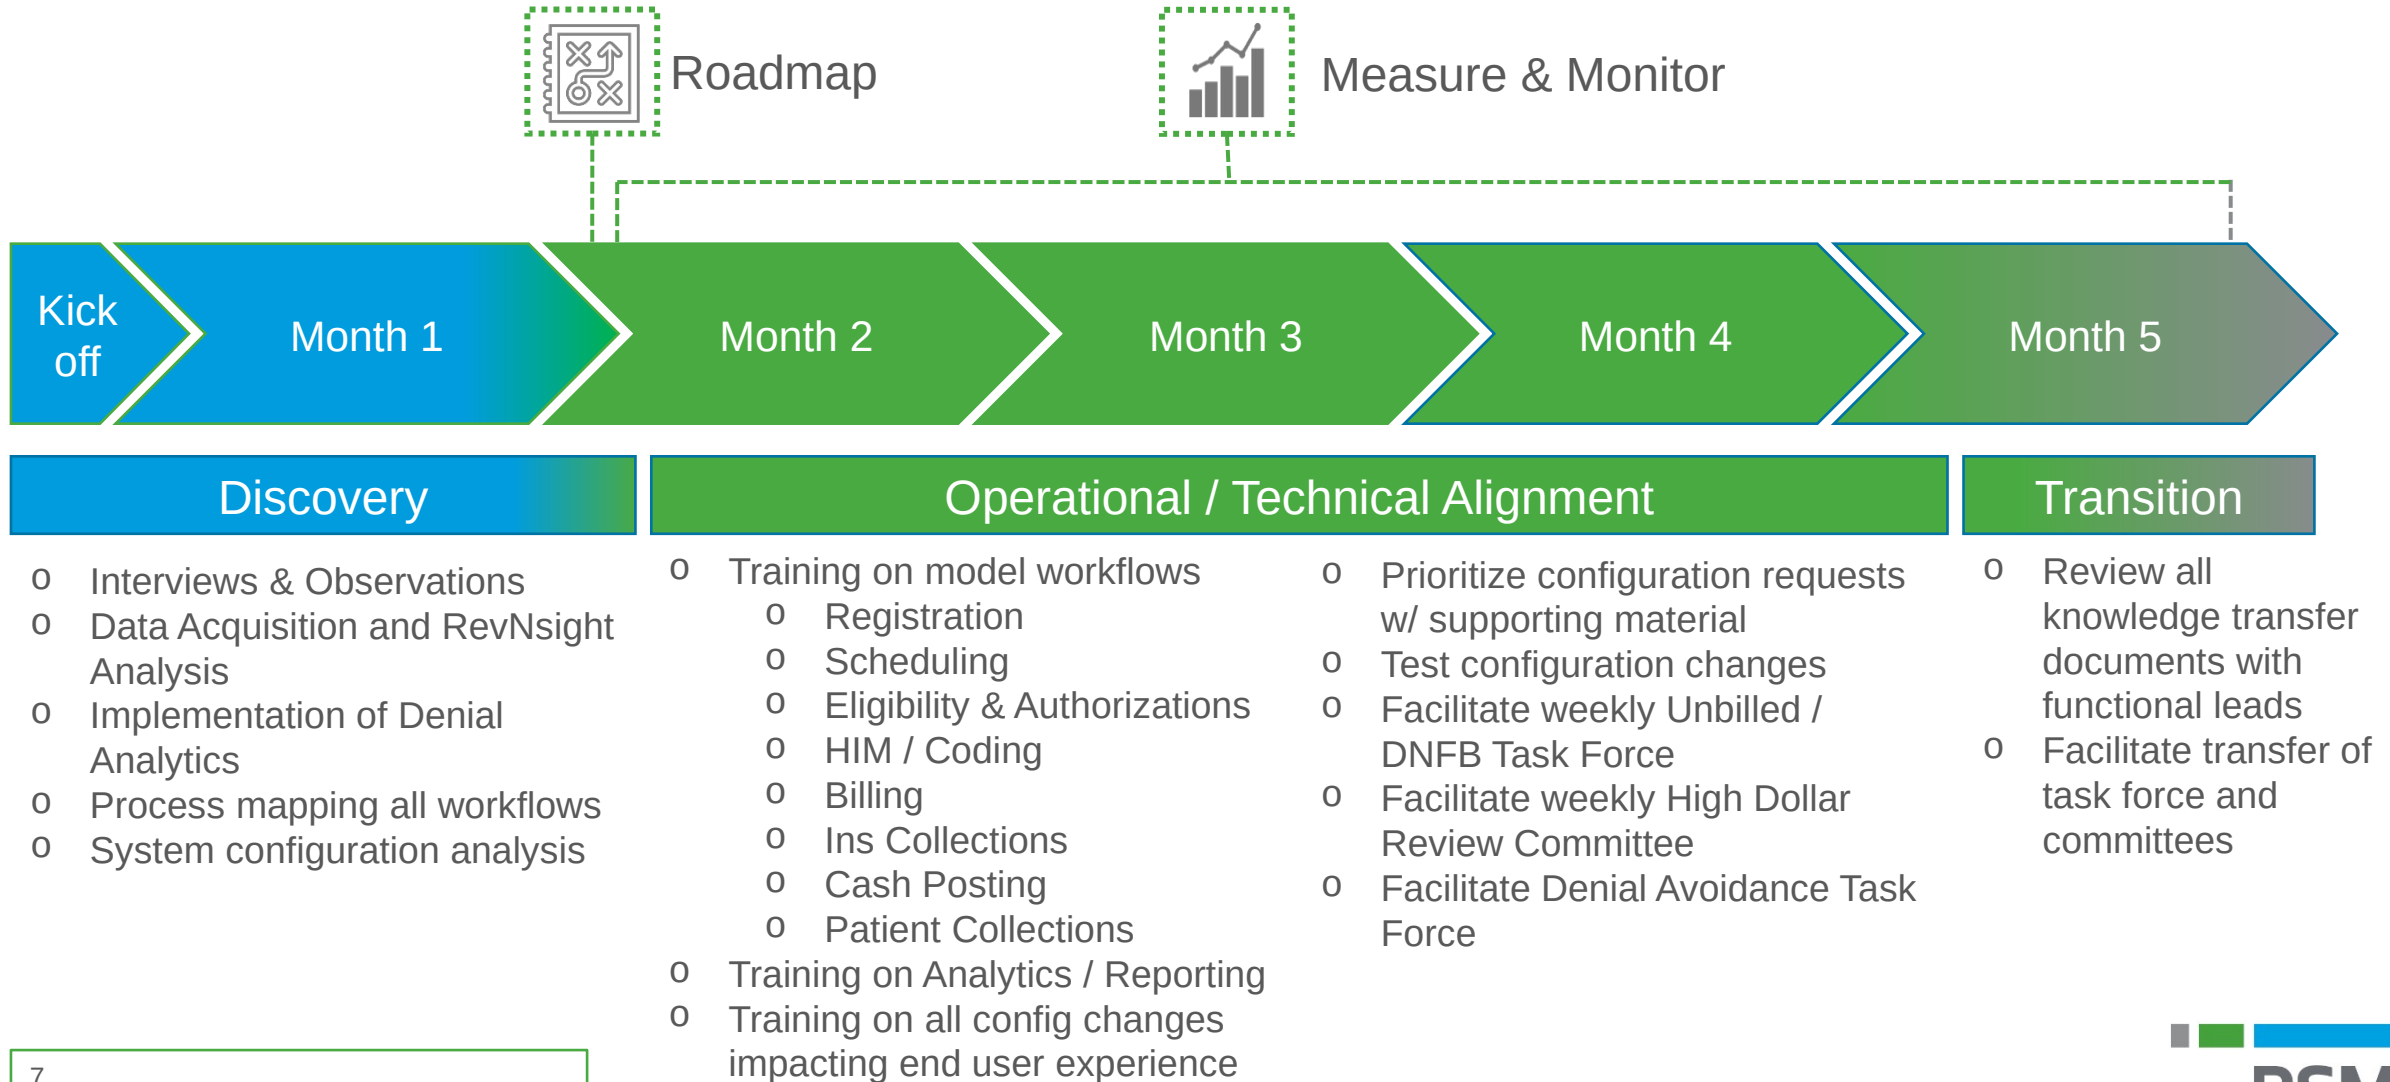 Roadmap
Measure & Monitor
Kick
off
Month 1
Month 2
Month 3
Month 4
Month 5
Discovery
Operational / Technical Alignment
Transition
o Interviews & Observations
o Data Acquisition and RevNsight
Analysis
o Implementation of Denial
Analytics
o Process mapping all workflows
o System configuration analysis
o Training on model workflows
o Registration
o Scheduling
o Eligibility & Authorizations
o HIM / Coding
o Billing
o Ins Collections
o Cash Posting
o Patient Collections
o Training on Analytics / Reporting
o Training on all config changes
impacting end user experience
o Prioritize configuration requests
w/ supporting material
o Test configuration changes
o Facilitate weekly Unbilled /
DNFB Task Force
o Facilitate weekly High Dollar
Review Committee
o Facilitate Denial Avoidance Task
Force
o Review all
knowledge transfer
documents with
functional leads
o Facilitate transfer of
task force and
committees
7
RSM